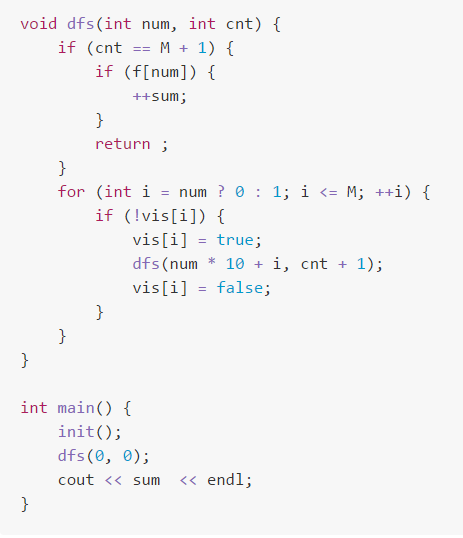 void dfs(int num, int cnt) {
    if (cnt == M + 1) {
        if (f[num]) {
            ++sum;
        }
        return ;
    }
    for (int i = num ? 0 : 1; i <= M; ++i) {
        if (!vis[i]) {
            vis[i] = true;
            dfs(num * 10 + i, cnt + 1);
            vis[i] = false;
        }
    }
}

int main() {
    init();
    dfs(0, 0);
    cout << sum  << endl;
}